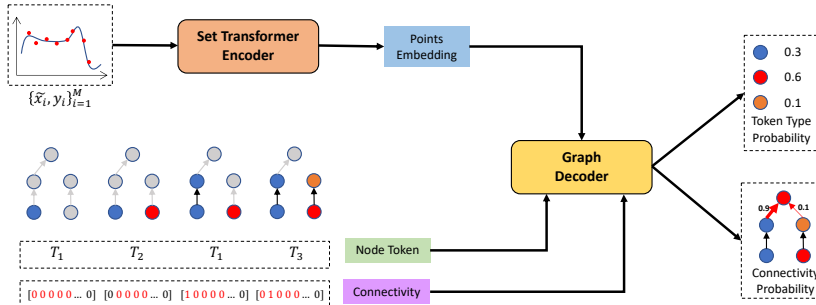 Set Transformer
Encoder
Points
Embedding
{x̃ᵢ, yᵢ}ᴹᵢ₌₁
0.3
0.6
0.1
Token Type
Probability
Graph
Decoder
T₁ T₂ T₁ T₃
Node Token
0.9 0.1
[0 0 0 0 0 ... 0] [0 0 0 0 0 ... 0] [1 0 0 0 0 ... 0] [0 1 0 0 0 ... 0]
Connectivity
Connectivity
Probability